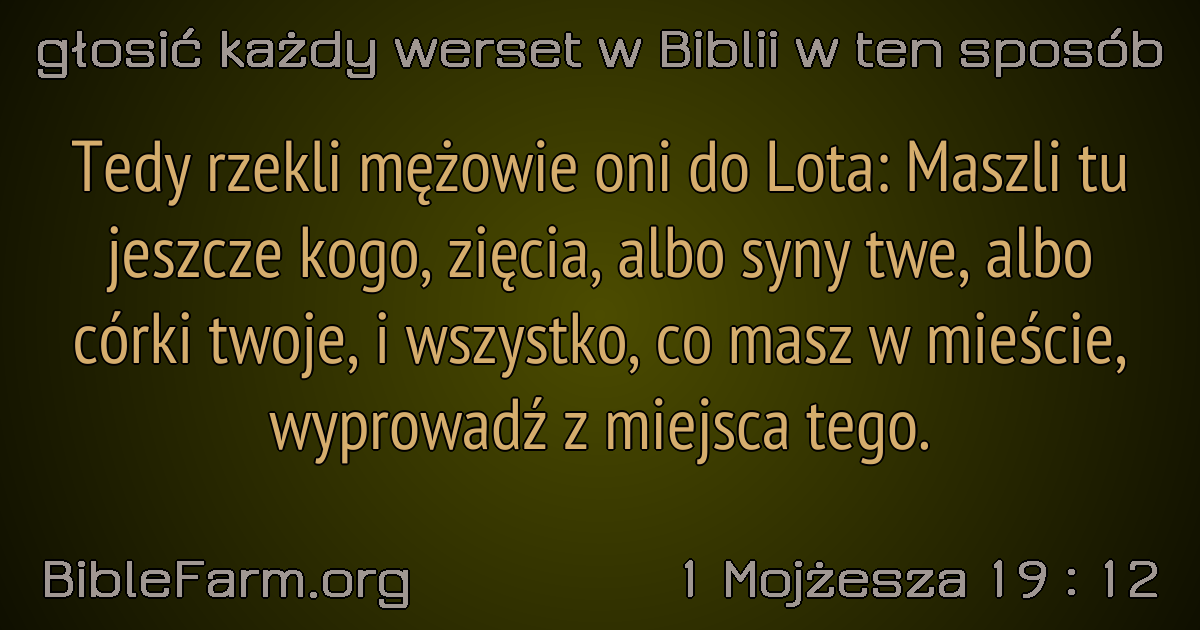 głosić każdy werset w Biblii w ten sposób
Tedy rzekli mężowie oni do Lota: Maszli tu
jeszcze kogo, zięcia, albo syny twe, albo
córki twoje, i wszystko, co masz w mieście,
wyprowadź z miejsca tego.
BibleFarm.org
1 Mojżesza 19 : 12